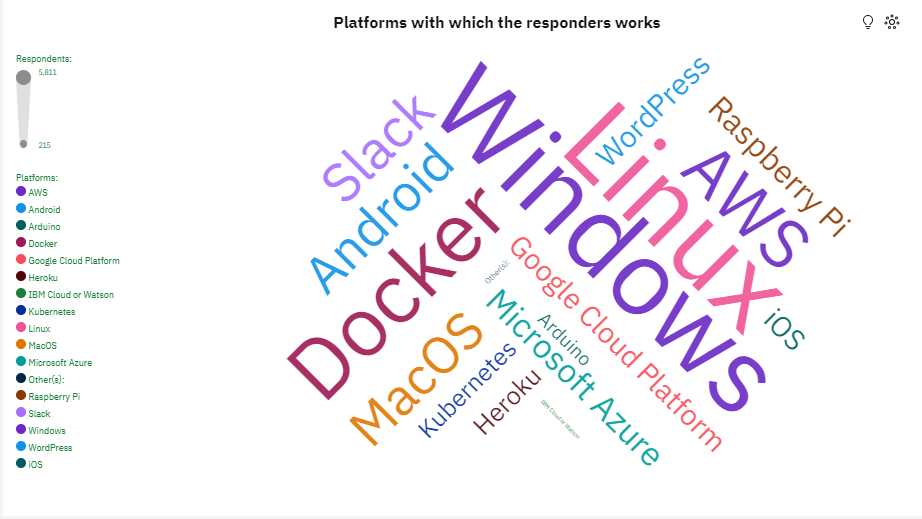 Platforms with which the responders works
Respondents:
5,811
215
Platforms:
AWS
Android
Arduino
Docker
Google Cloud Platform
Heroku
IBM Cloud or Watson
Kubernetes
Linux
MacOS
Microsoft Azure
Other(s):
Raspberry Pi
Slack
Windows
WordPress
iOS
Slack
Android
Docker
MacOS
Kubernetes
Heroku
Windows
Linux
WordPress
Raspberry Pi
AWS
iOS
Other(s):
Google Cloud Platform
Microsoft Azure
Arduino
IBM Cloud or Watson